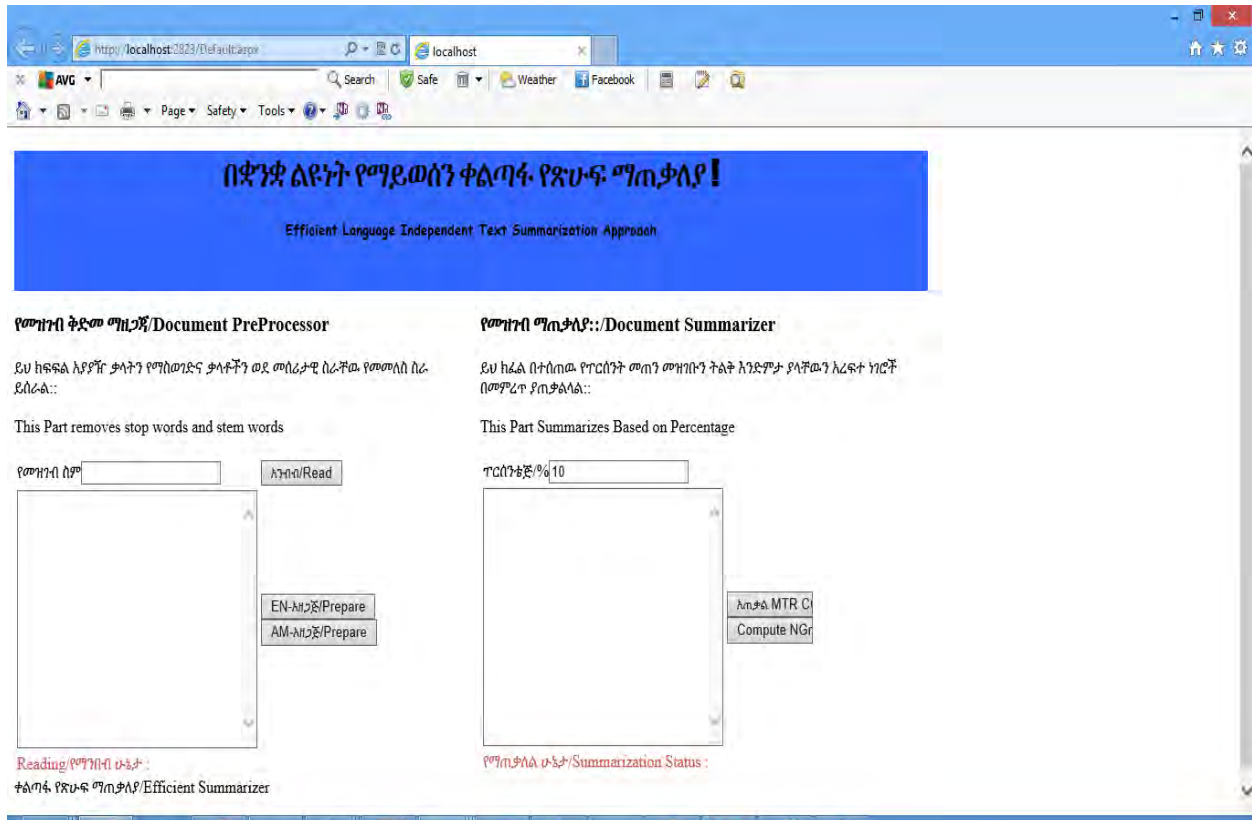 http://localhost:2823/Default.aspx
localhost
AVG
Search
Safe
Weather
Facebook
Page
Safety
Tools
በቋንቋ ልዩነት የማይወሰን ቀልጣፋ የጽሁፍ ማጠቃለያ!
Efficient Language Independent Text Summarization Approach
የመዝገብ ቅድመ ማዘጋጃ/Document PreProcessor
ይህ ክፍፍል እያያዥ ቃላትን የማስወገድና ቃላቶችን ወደ መሰረታዊ ስራቸው የመመለስ ስራ
ይሰራል::
This Part removes stop words and stem words
የመዝገብ ስም
አንብብ/Read
EN-አዘጋጅ/Prepare
AM-አዘጋጅ/Prepare
Reading/የማንበብ ሁኔታ :
ቀልጣፋ የጽሁፍ ማጠቃለያ/Efficient Summarizer
የመዝገብ ማጠቃለያ::/Document Summarizer
ይህ ክፈል በተሰጠው የፐርሰንት መጠን መዝገቡን ትልቅ እንድምታ ያላቸውን አረፍተ ነገሮች
በመምረጥ ያጠቃልላል::
This Part Summarizes Based on Percentage
ፐርሰንቴጅ/% 10
አጠቃል MTR C
Compute NGr
የማጠቃለል ሁኔታ/Summarization Status :